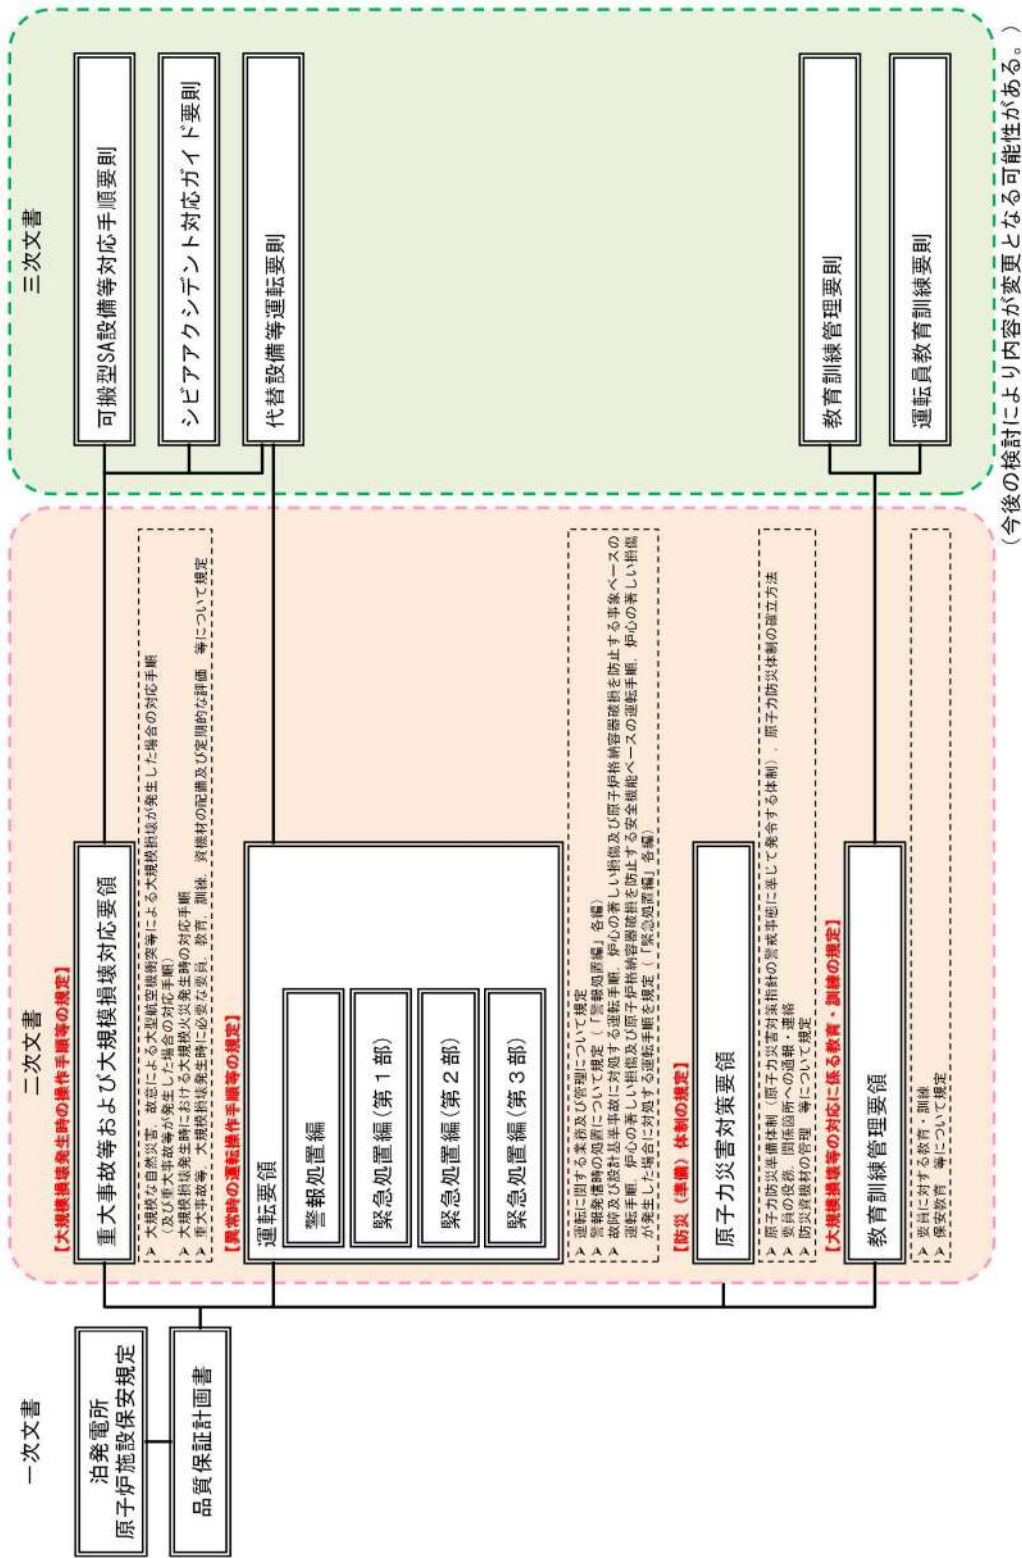 一次文書
泊発電所
原子炉施設保安規定
品質保証計画書
二次文書
【大規模損壊発生時の操作手順等の規定】
重大事故等および大規模損壊対応要領
➤ 大規模な自然災害，故意による大型航空機衝突等による大規模損壊が発生した場合の対応手順
（及び重大事故等が発生した場合の対応手順）
➤ 大規模損壊発生時における大規模火災発生時の対応手順
➤ 重大事故等，大規模損壊発生時に必要な要員，教育，訓練，資機材の配備及び定期的な評価 等について規定
【異常時の運転操作手順等の規定】
運転要領
警報処置編
緊急処置編（第１部）
緊急処置編（第２部）
緊急処置編（第３部）
➤ 運転に関する業務及び管理について規定
➤ 警報発信時の処置について規定（「警報処置編」各編）
➤ 故障及び設計基準事故に対処する運転手順，炉心の著しい損傷及び原子炉格納容器破損を防止する事象ベースの
運転手順，炉心の著しい損傷及び原子炉格納容器破損を防止する安全機能ベースの運転手順，炉心の著しい損傷
が発生した場合に対処する運転手順を規定（「緊急処置編」各編）
【防災（準備）体制の規定】
原子力災害対策要領
➤ 原子力防災準備体制（原子力災害対策指針の警戒事態に準じて発令する体制），原子力防災体制の確立方法
➤ 要員の役務，関係箇所への通報・連絡
➤ 防災資機材の管理 等について規定
【大規模損壊等の対応に係る教育・訓練の規定】
教育訓練管理要領
➤ 要員に対する教育・訓練
➤ 保安教育 等について規定
三次文書
可搬型SA設備等対応手順要則
シビアアクシデント対応ガイド要則
代替設備等運転要則
教育訓練管理要則
運転員教育訓練要則
（今後の検討により内容が変更となる可能性がある。）